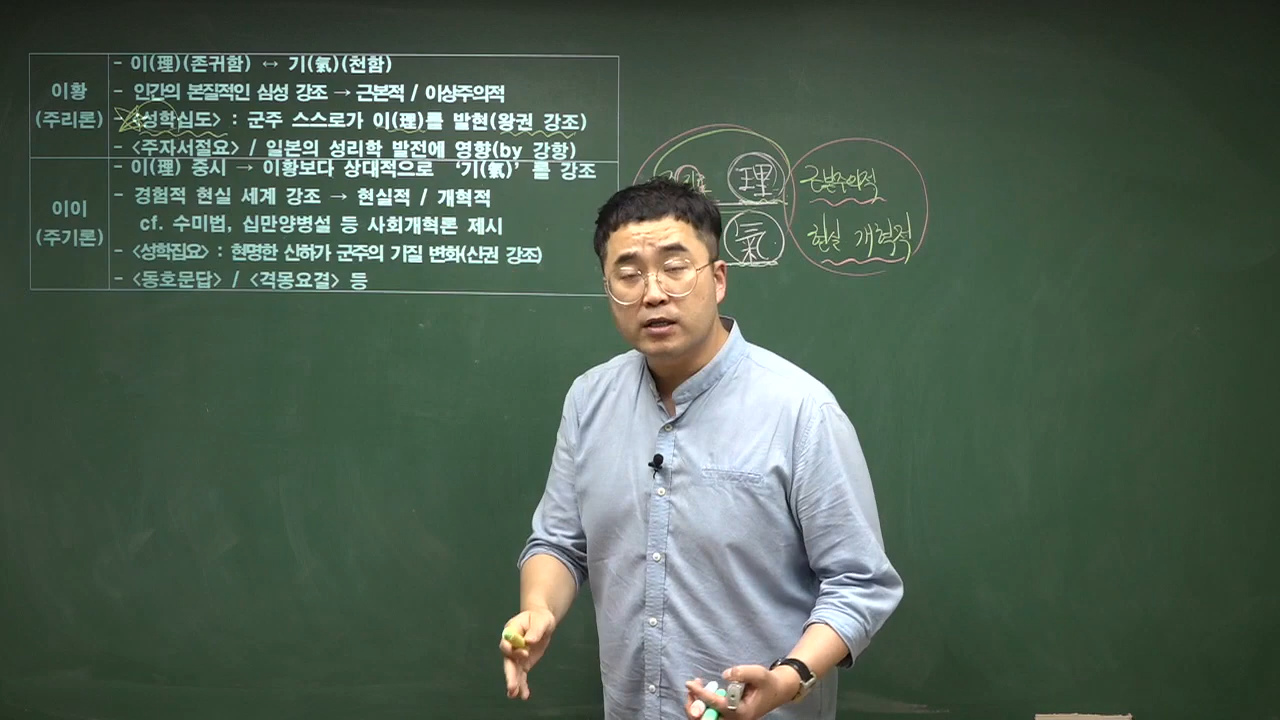 이황
(주리론)
- 이(理)(존귀함) ↔ 기(氣)(천함)
- 인간의 본질적인 심성 강조 → 근본적 / 이상주의적
- <성학십도> : 군주 스스로가 이(理)를 발현(왕권 강조)
- <주자서절요> / 일본의 성리학 발전에 영향(by 강항)
이이
(주기론)
- 이(理) 중시 → 이황보다 상대적으로 ‘기(氣)’를 강조
- 경험적 현실 세계 강조 → 현실적 / 개혁적
cf. 수미법, 십만양병설 등 사회개혁론 제시
- <성학집요> : 현명한 신하가 군주의 기질 변화(신권 강조)
- <동호문답> / <격몽요결> 등
理 근본주의적
氣 현실 개혁적